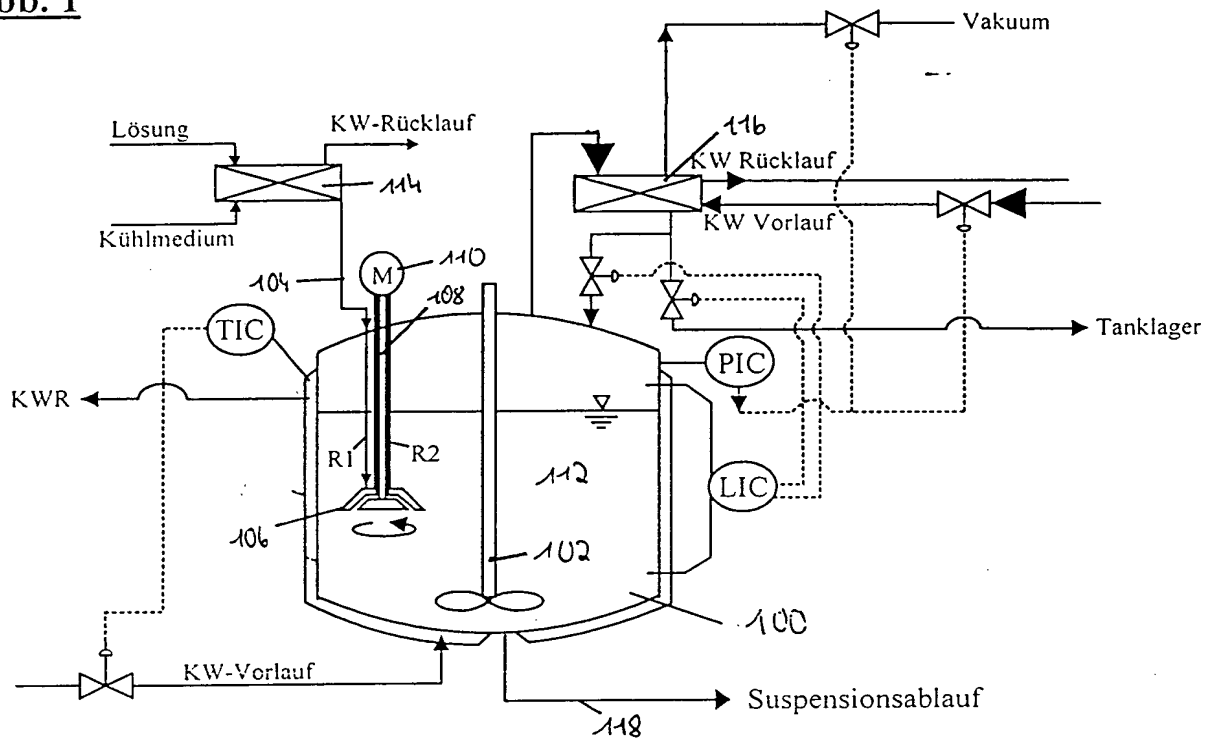 Abb. 1
Vakuum
116
Lösung
KW-Rücklauf
KW Rücklauf
114
KW Vorlauf
Kühlmedium
110
M
104
108
TIC
Tanklager
PIC
KWR
R1
R2
112
LIC
106
102
100
KW-Vorlauf
Suspensionsablauf
118